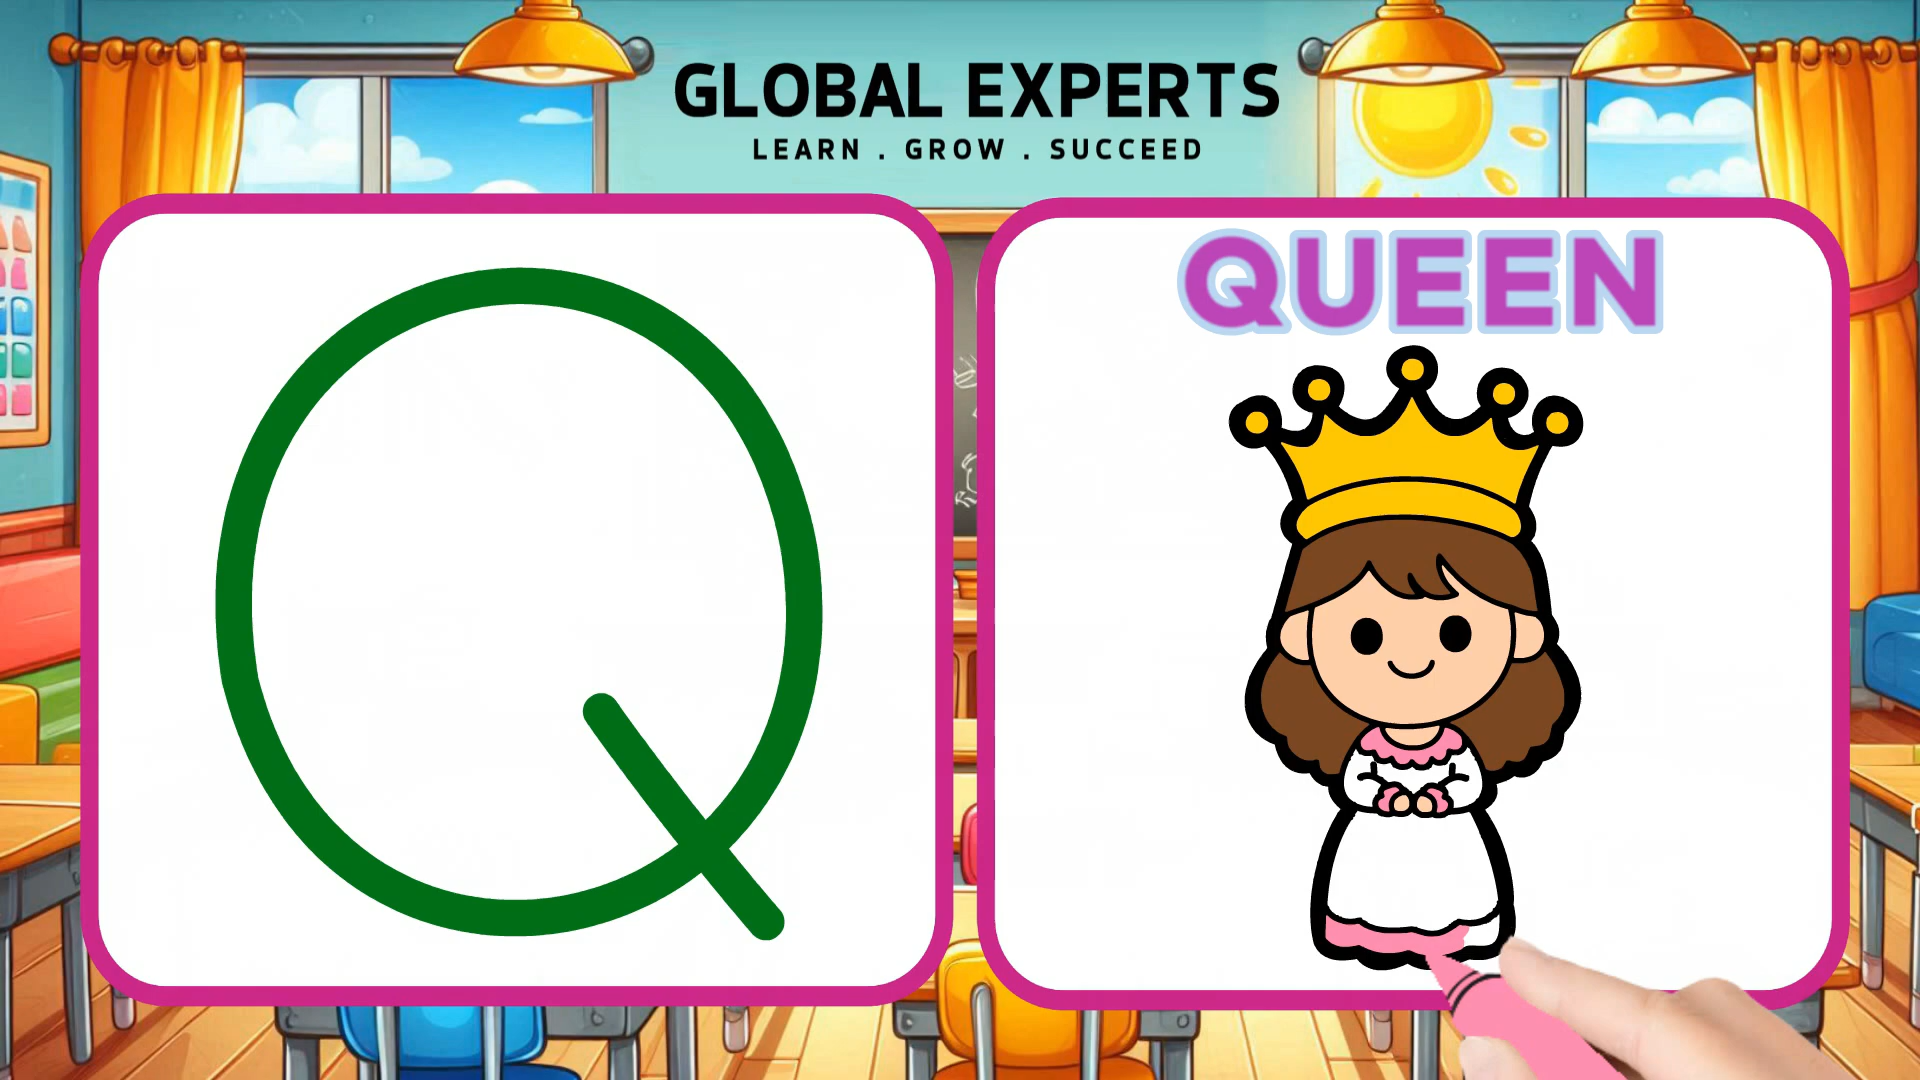 GLOBAL EXPERTS
LEARN . GROW . SUCCEED
Q
QUEEN